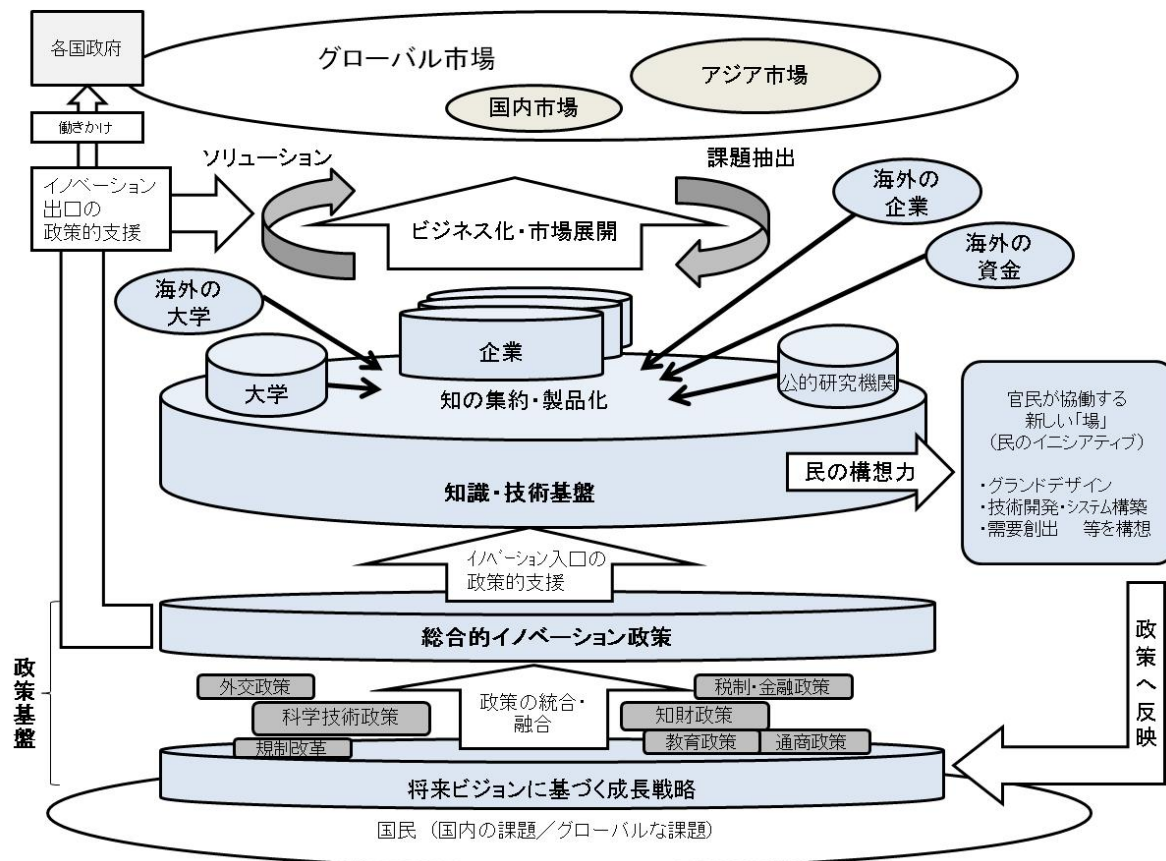 各国政府
グローバル市場
アジア市場
国内市場
働きかけ
イノベーション
出口の
政策的支援
ソリューション
課題抽出
ビジネス化・市場展開
海外の
企業
海外の
資金
海外の
大学
企業
大学
公的研究機関
知の集約・製品化
知識・技術基盤
民の構想力
官民が協働する
新しい「場」
(民のイニシアティブ)
・グランドデザイン
・技術開発・システム構築
・需要創出　等を構想
イノベーション入口の
政策的支援
総合的イノベーション政策
政策基盤
外交政策
科学技術政策
規制改革
政策の統合・
融合
税制・金融政策
知財政策
教育政策
通商政策
政策へ反映
将来ビジョンに基づく成長戦略
国民（国内の課題／グローバルな課題）